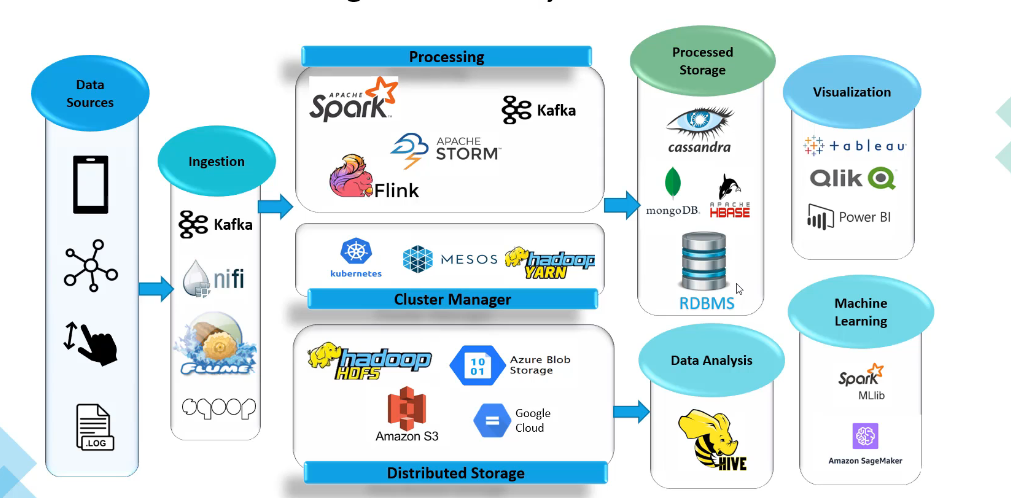 Data
Sources
.LOG
Ingestion
Kafka
nifi
FLUME
sqoop
Processing
APACHE
Spark
Kafka
APACHE
STORM™
Flink
kubernetes
MESOS
hadoop
YARN
Cluster Manager
hadoop
HDFS
10
01
Azure Blob
Storage
Amazon S3
Google
Cloud
Distributed Storage
Processed
Storage
cassandra
mongoDB.
APACHE
HBASE
RDBMS
Data Analysis
HIVE
Visualization
+ableau
Qlik Q
Power BI
Machine
Learning
Spark
MLlib
Amazon SageMaker